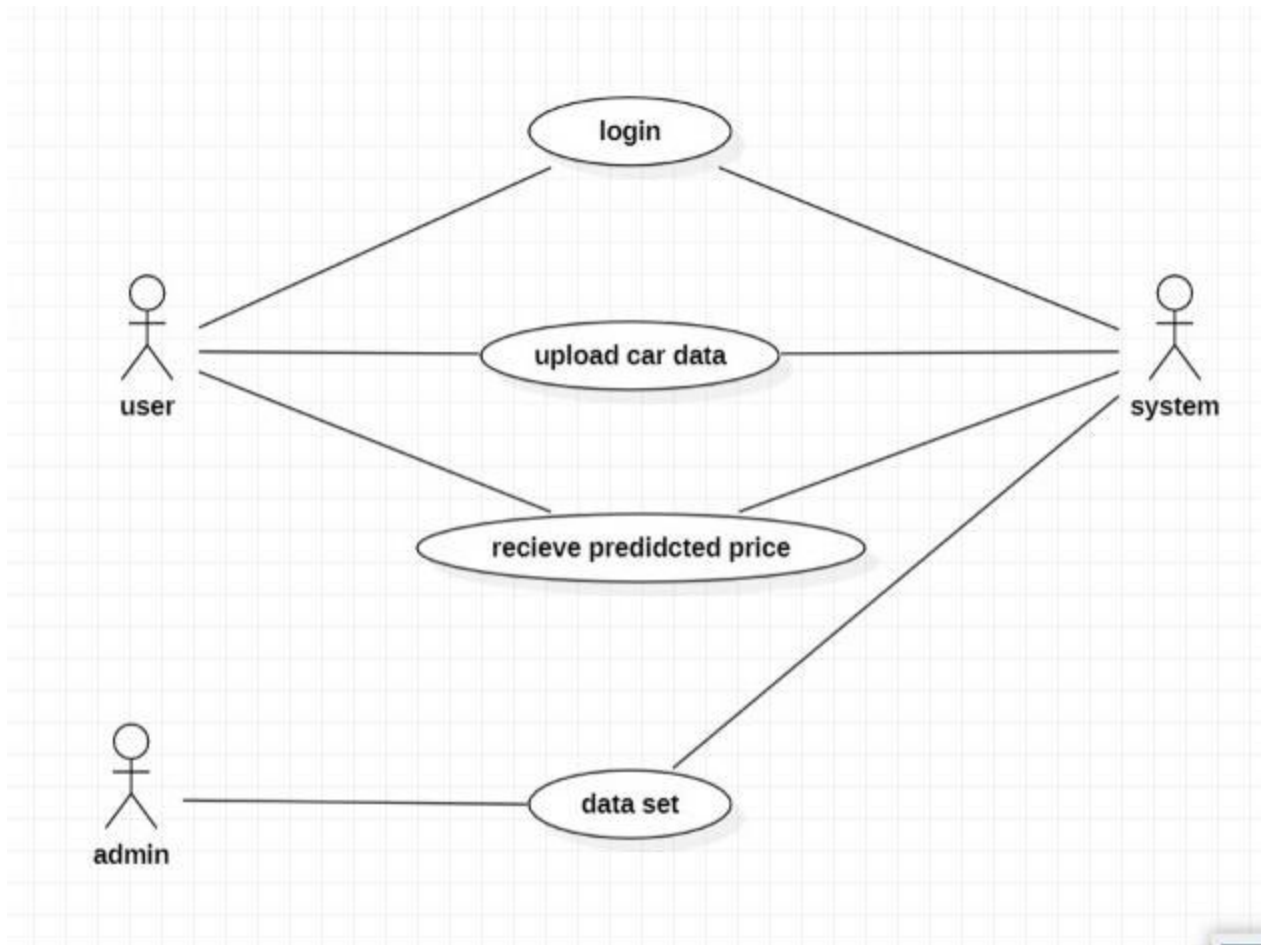 login
upload car data
user
system
recieve predidcted price
data set
admin